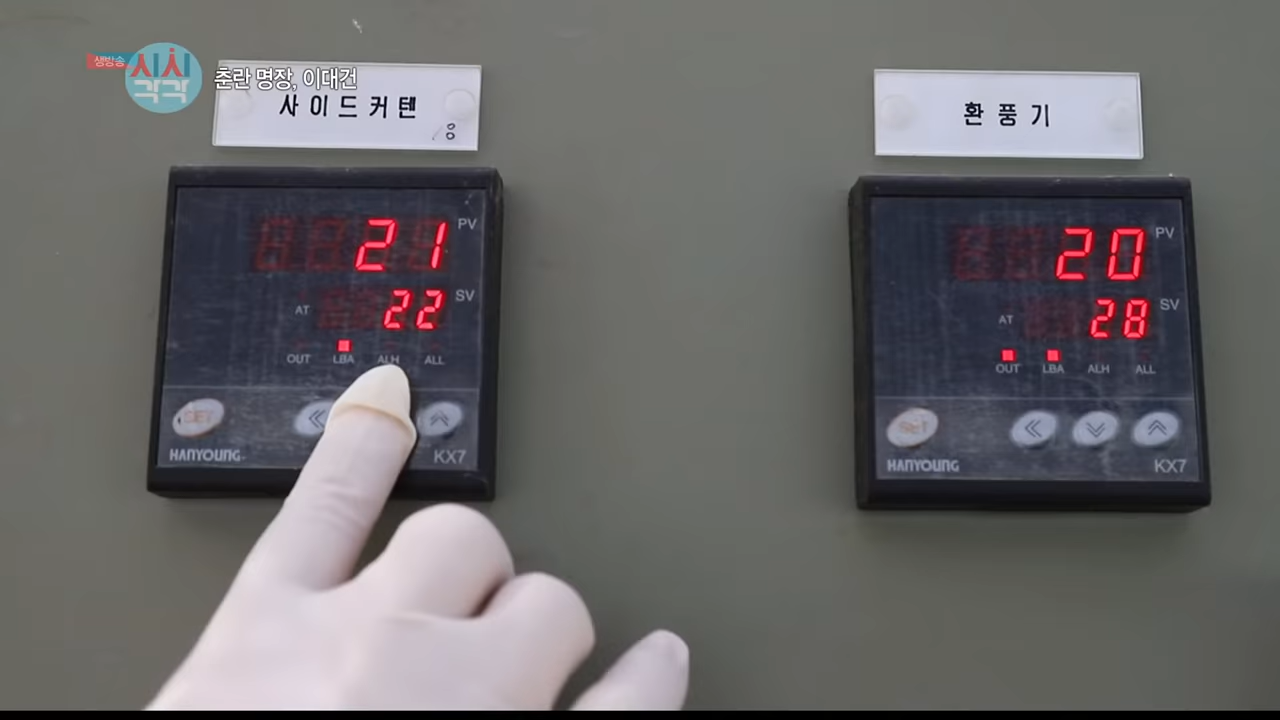 생방송
시시각각
춘란 명장, 이대건
사이드커텐
8
환풍기
21 PV
22 SV
AT
OUT LBA ALH ALL
HANYOUNG KX7
20 PV
28 SV
AT
OUT LBA ALH ALL
SET
HANYOUNG KX7